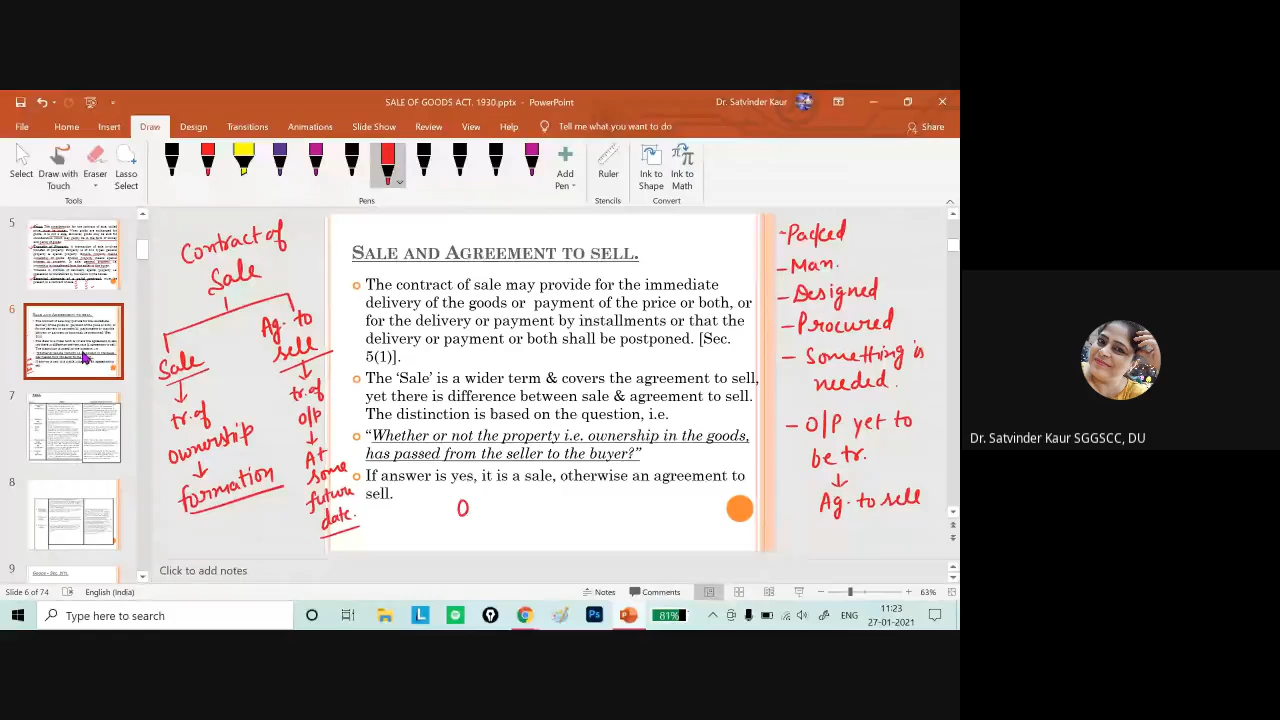 SALE OF GOODS ACT. 1930.pptx - PowerPoint
Dr. Satvinder Kaur
File Home Insert Draw Design Transitions Animations Slide Show Review View Help Tell me what you want to do
Share
Select
Draw with Touch
Eraser
Lasso Select
Add Pen
Ruler
Ink to Shape
Ink to Math
Tools
Pens
Stencils
Convert
5
6
7
8
9
Contract of
Sale
Sale
tr. of
ownership
formation
Ag. to
sell
tr. of
O/P
At
some
future
date.
SALE AND AGREEMENT TO SELL.
The contract of sale may provide for the immediate
delivery of the goods or payment of the price or both, or
for the delivery or payment by installments or that the
delivery or payment or both shall be postponed. [Sec.
5(1)].
The ‘Sale’ is a wider term & covers the agreement to sell,
yet there is difference between sale & agreement to sell.
The distinction is based on the question, i.e.
“Whether or not the property i.e. ownership in the goods,
has passed from the seller to the buyer?”
If answer is yes, it is a sale, otherwise an agreement to
sell.
- Packed
- Man.
- Designed
- Procured
- Something is
needed.
- O/P yet to
be tr.
Ag. to sell
Dr. Satvinder Kaur SGGSCC, DU
Click to add notes
Slide 6 of 74 English (India) Notes Comments 63%
Type here to search
81%
ENG
11:23
27-01-2021